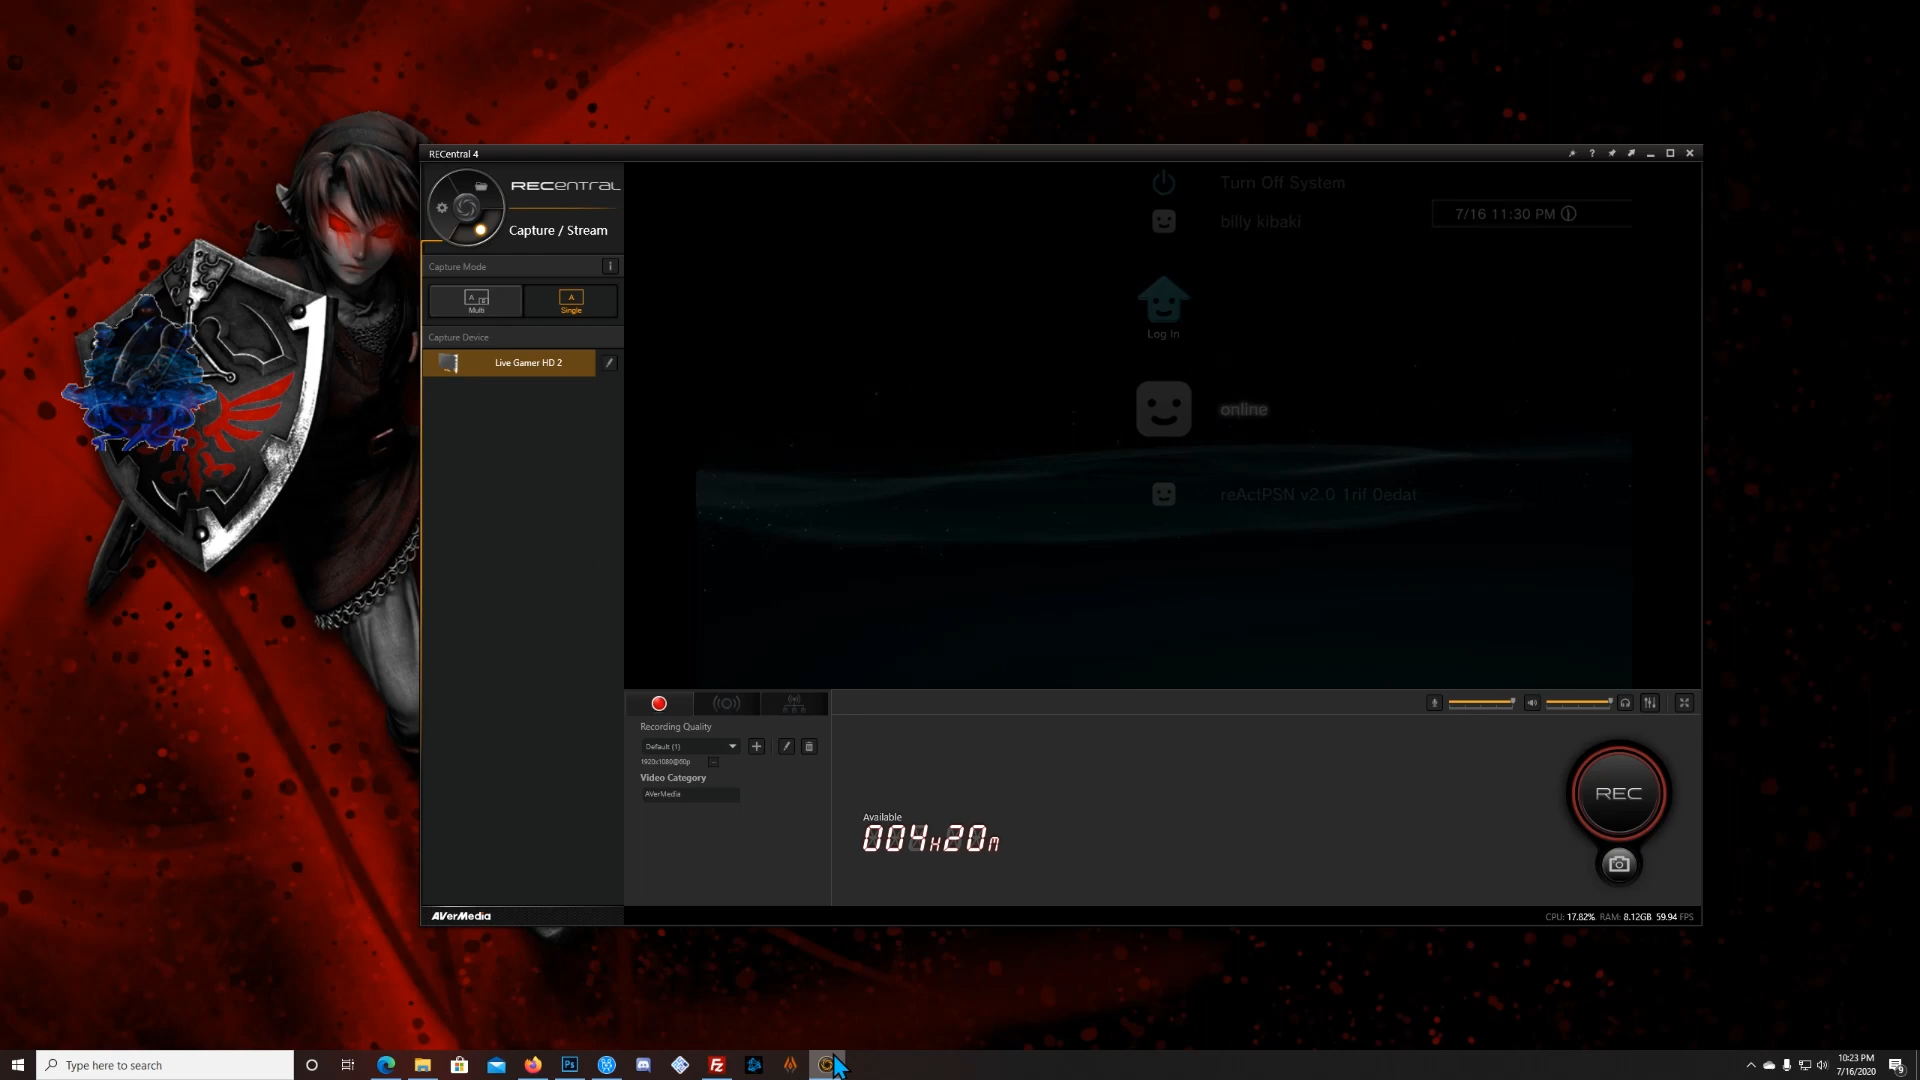 RECentral 4
RECentral
Capture / Stream
Capture Mode
Multi
Single
Capture Device
Live Gamer HD 2
Turn Off System
billy kibaki
7/16 11:30 PM
Log In
online
reActPSN v2.0 1rif 0edat
Recording Quality
Default (1)
1920x1080@60p
Video Category
AVerMedia
Available
004H20M
REC
AVerMedia
CPU: 17.82% RAM: 8.12GB 59.94 FPS
Type here to search
Ps
Fz
10:23 PM
7/16/2020
9